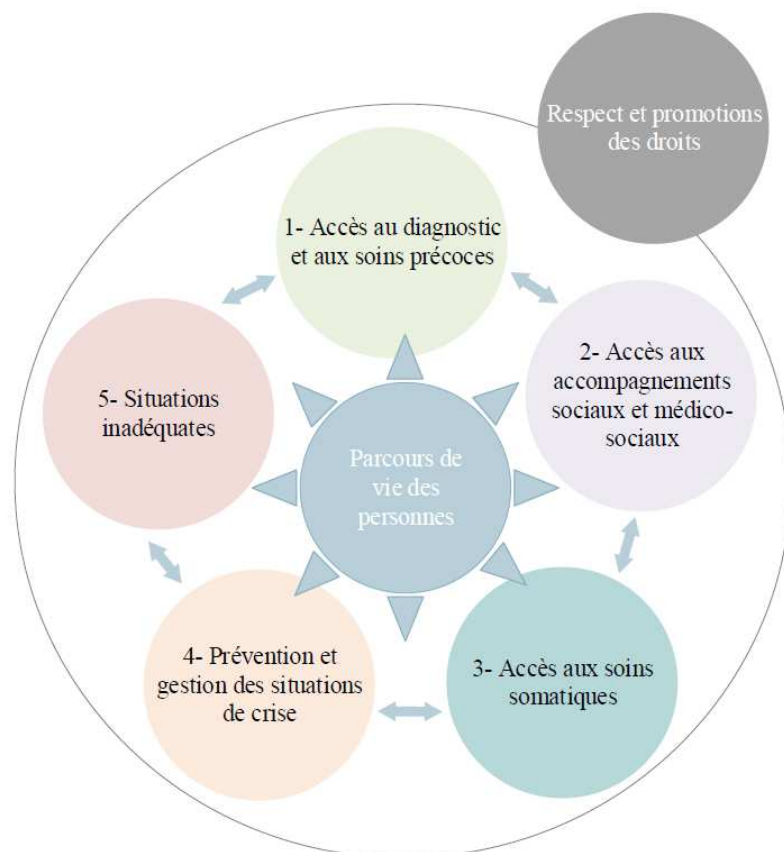 Respect et promotions
des droits
1- Accès au diagnostic
et aux soins précoces
2- Accès aux
accompagnements
sociaux et médico-
sociaux
5- Situations
inadéquates
Parcours de
vie des
personnes
4- Prévention et
gestion des situations
de crise
3- Accès aux soins
somatiques